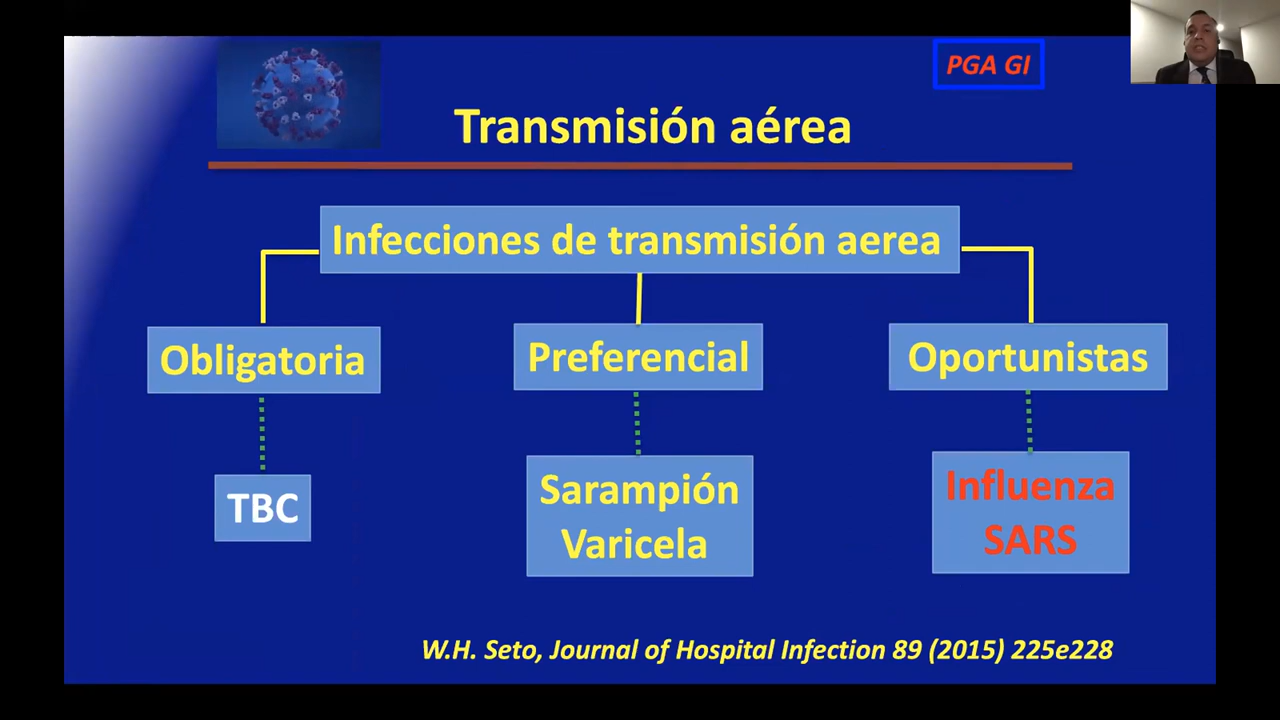 PGA GI
Transmisión aérea
Infecciones de transmisión aerea
Obligatoria
Preferencial
Oportunistas
TBC
Sarampión
Varicela
Influenza
SARS
W.H. Seto, Journal of Hospital Infection 89 (2015) 225e228